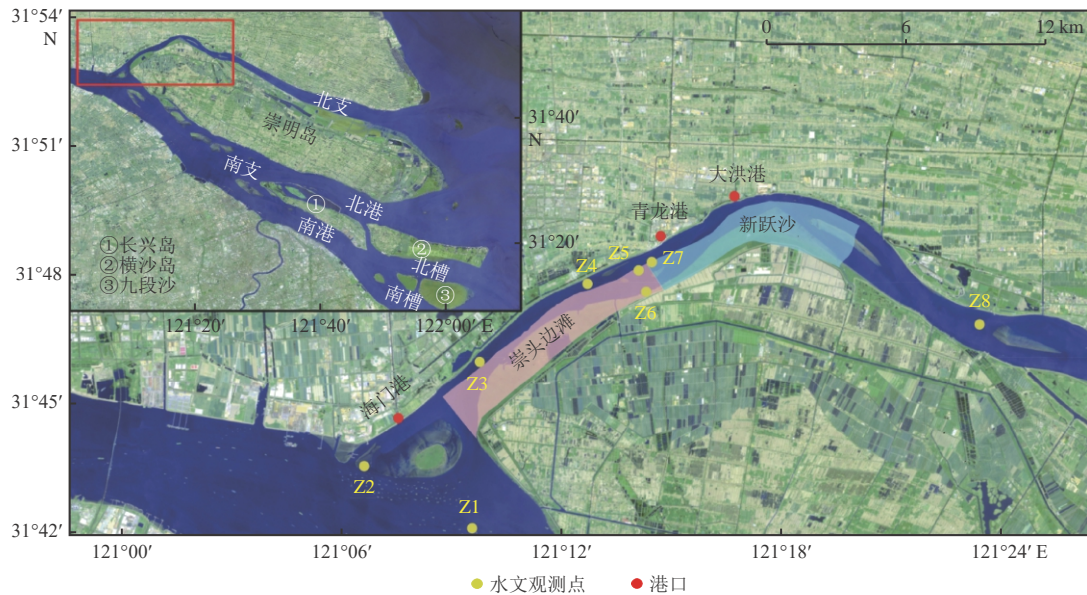 31°54′
N
31°51′
31°48′
31°45′
31°42′
121°00′
121°06′
121°12′
121°18′
121°24′ E
北支
崇明岛
南支
①
北港
南港
②
北槽
南槽
③
①长兴岛
②横沙岛
③九段沙
121°20′
121°40′
122°00′ E
31°40′
N
31°20′
0
6
12 km
大洪港
青龙港
新跃沙
Z5
Z7
Z4
Z6
Z8
崇头边滩
Z3
海门港
Z2
Z1
水文观测点
港口